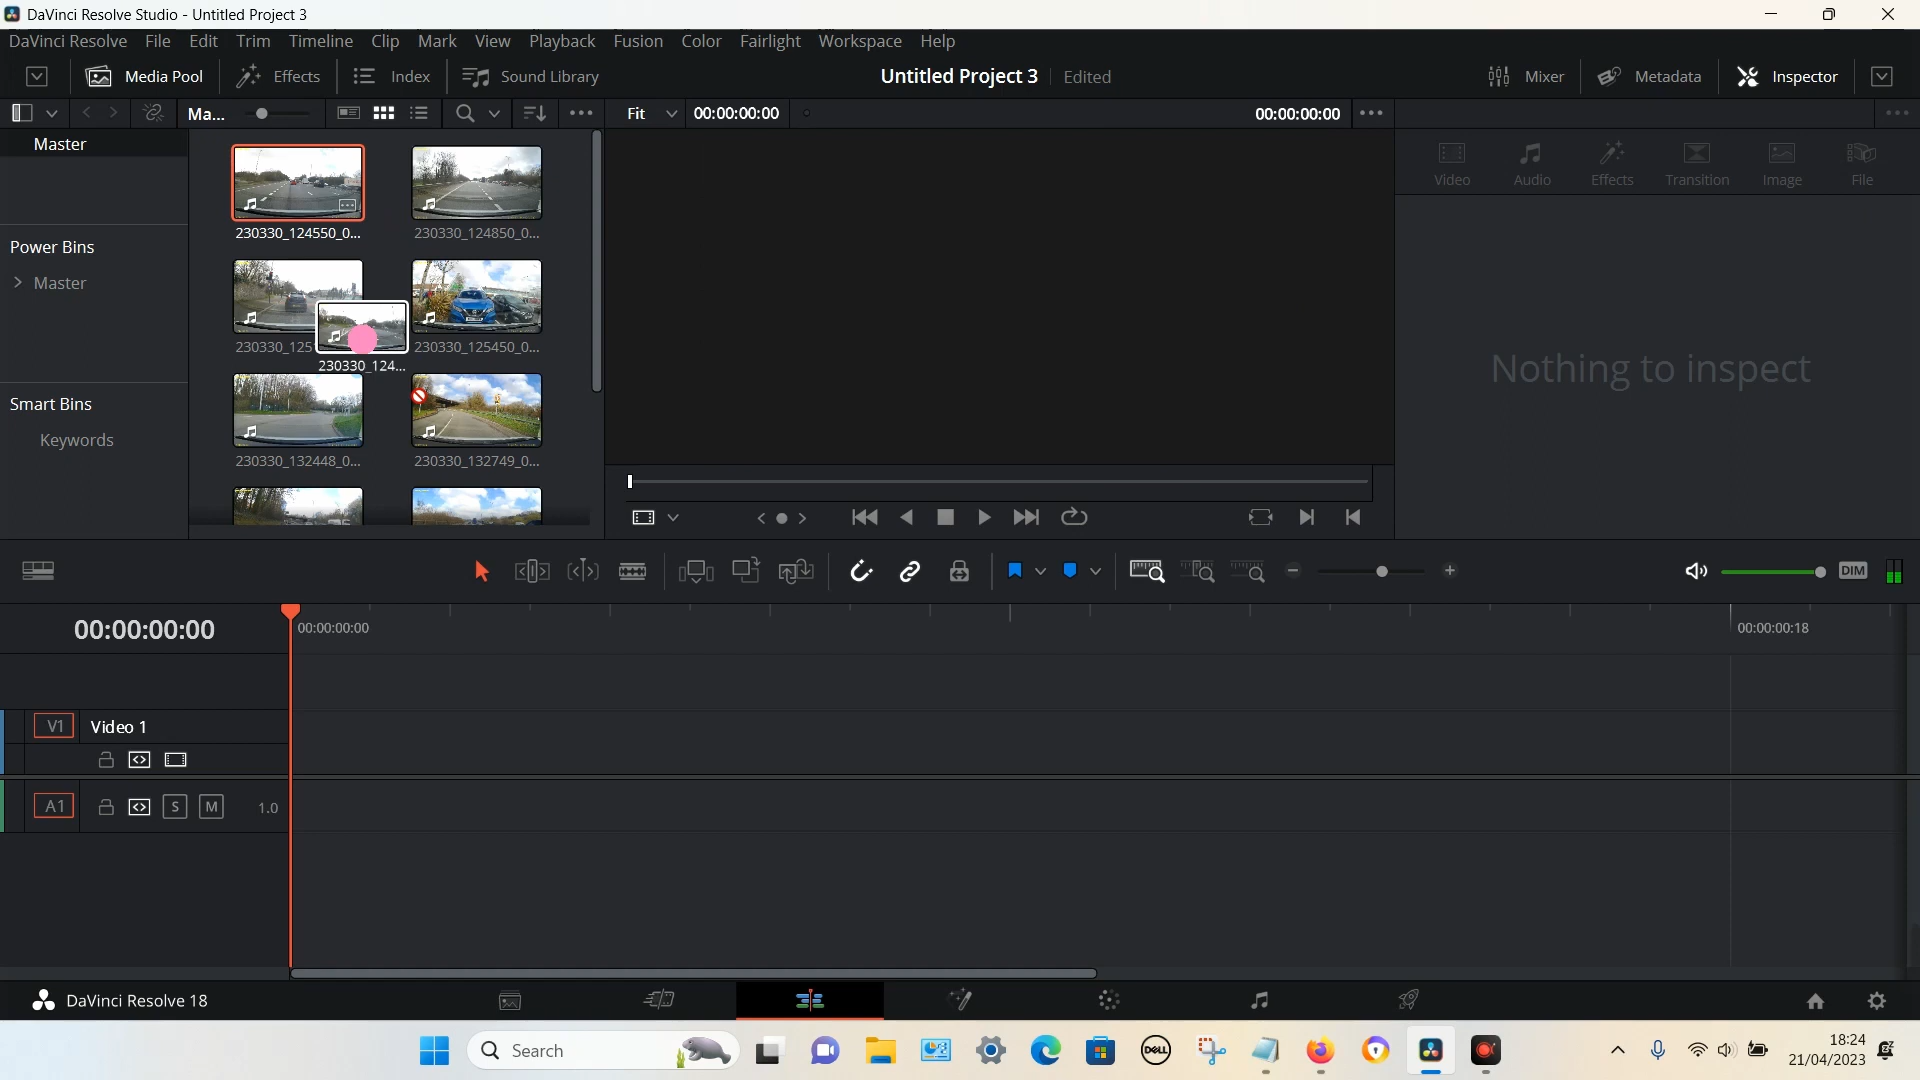 DaVinci Resolve Studio - Untitled Project 3
DaVinci Resolve File Edit Trim Timeline Clip Mark View Playback Fusion Color Fairlight Workspace Help
Media Pool Effects Index Sound Library Untitled Project 3 Edited Mixer Metadata Inspector
Ma... Fit 00:00:00:00 00:00:00:00
Master
Video Audio Effects Transition Image File
230330_124550_0... 230330_124850_0...
Power Bins
Master
230330_125 230330_125450_0...
230330_124...
Nothing to inspect
Smart Bins
Keywords
230330_132448_0... 230330_132749_0...
DIM
00:00:00:00 00:00:00:00 00:00:00:18
V1 Video 1
A1 S M 1.0
DaVinci Resolve 18
Search DELL 18:24
21/04/2023